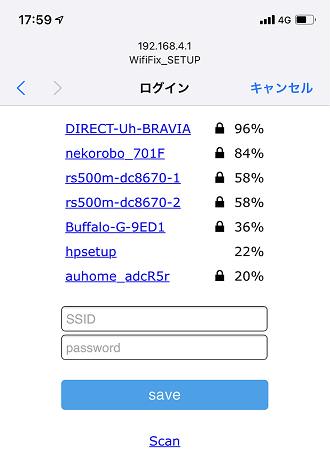 17:59 4G
192.168.4.1
WifiFix_SETUP
ログイン キャンセル
DIRECT-Uh-BRAVIA 96%
nekorobo_701F 84%
rs500m-dc8670-1 58%
rs500m-dc8670-2 58%
Buffalo-G-9ED1 36%
hpsetup 22%
auhome_adcR5r 20%
SSID
password
save
Scan